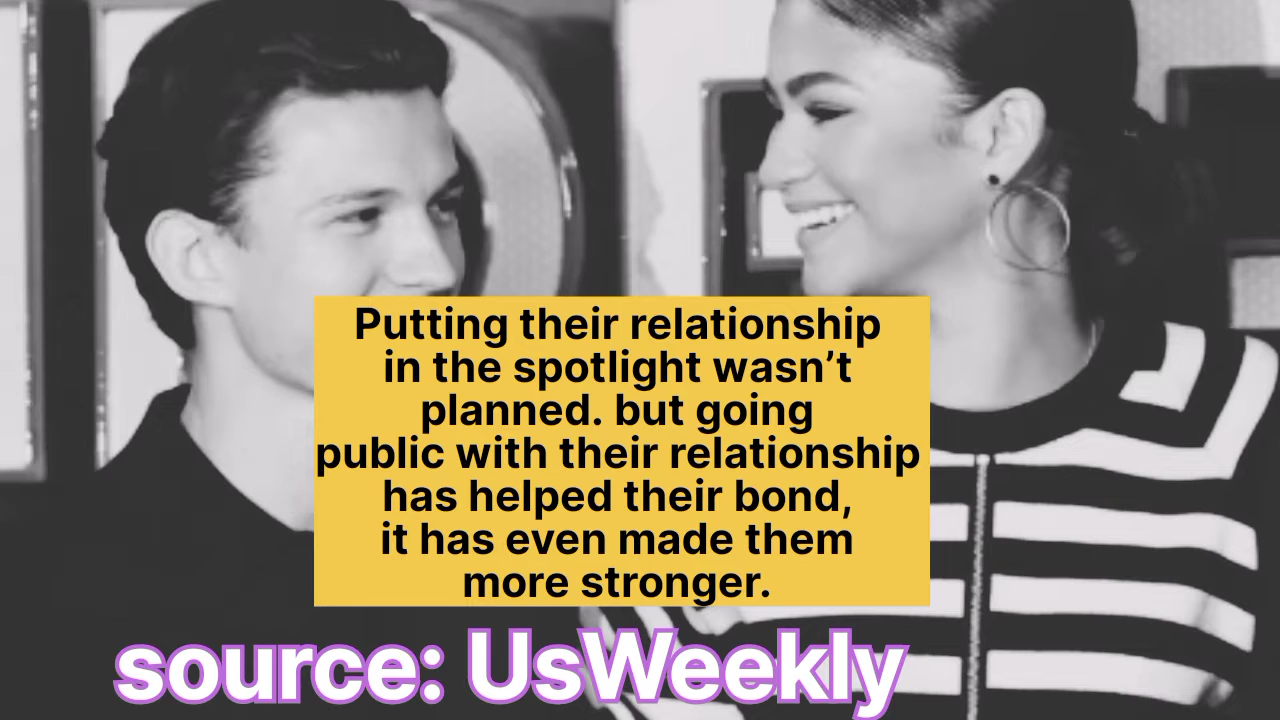 Putting their relationship
in the spotlight wasn’t
planned. but going
public with their relationship
has helped their bond,
it has even made them
more stronger.
source: UsWeekly